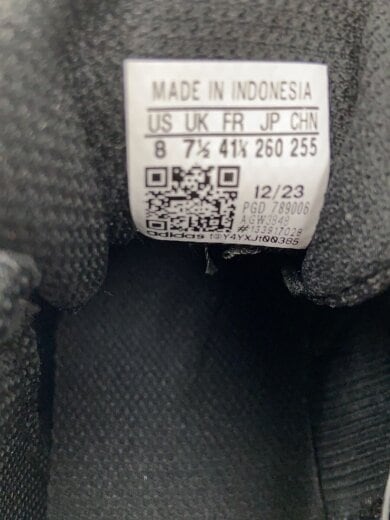 MADE IN INDONESIA
US UK FR JP CHN
8 7½ 41⅓ 260 255
12/23
PGD 789006
#133917028
adidas